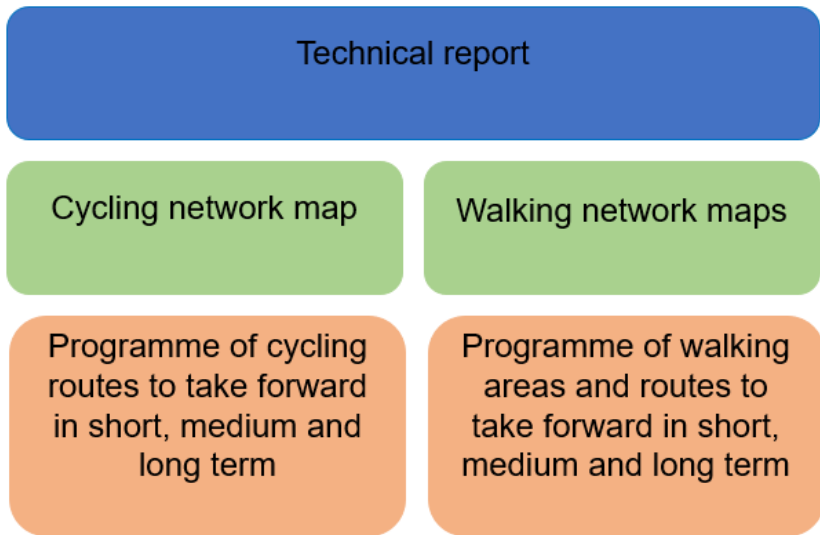 Technical report
Cycling network map
Walking network maps
Programme of cycling
routes to take forward
in short, medium and
long term
Programme of walking
areas and routes to
take forward in short,
medium and long term